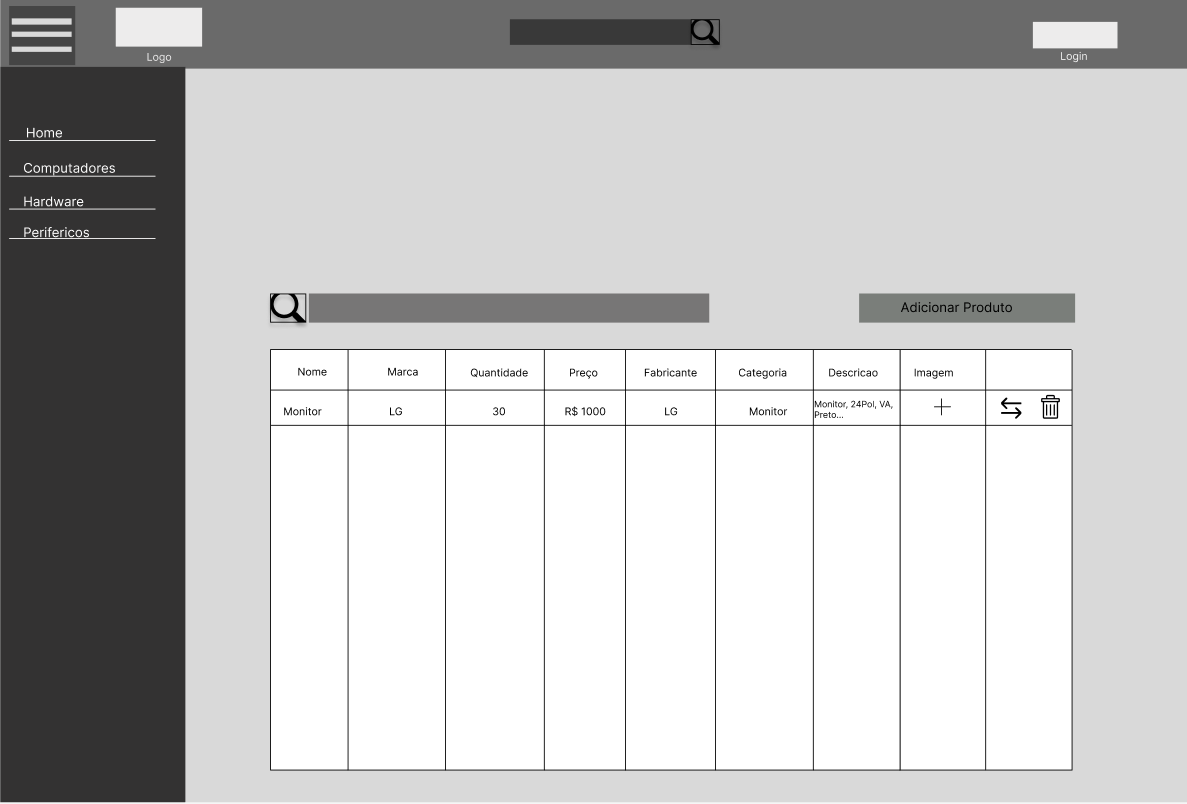 Logo
Login
Home
Computadores
Hardware
Perifericos
Adicionar Produto
Nome Marca Quantidade Preço Fabricante Categoria Descricao Imagem
Monitor LG 30 R$ 1000 LG Monitor Monitor, 24Pol, VA,
Preto...